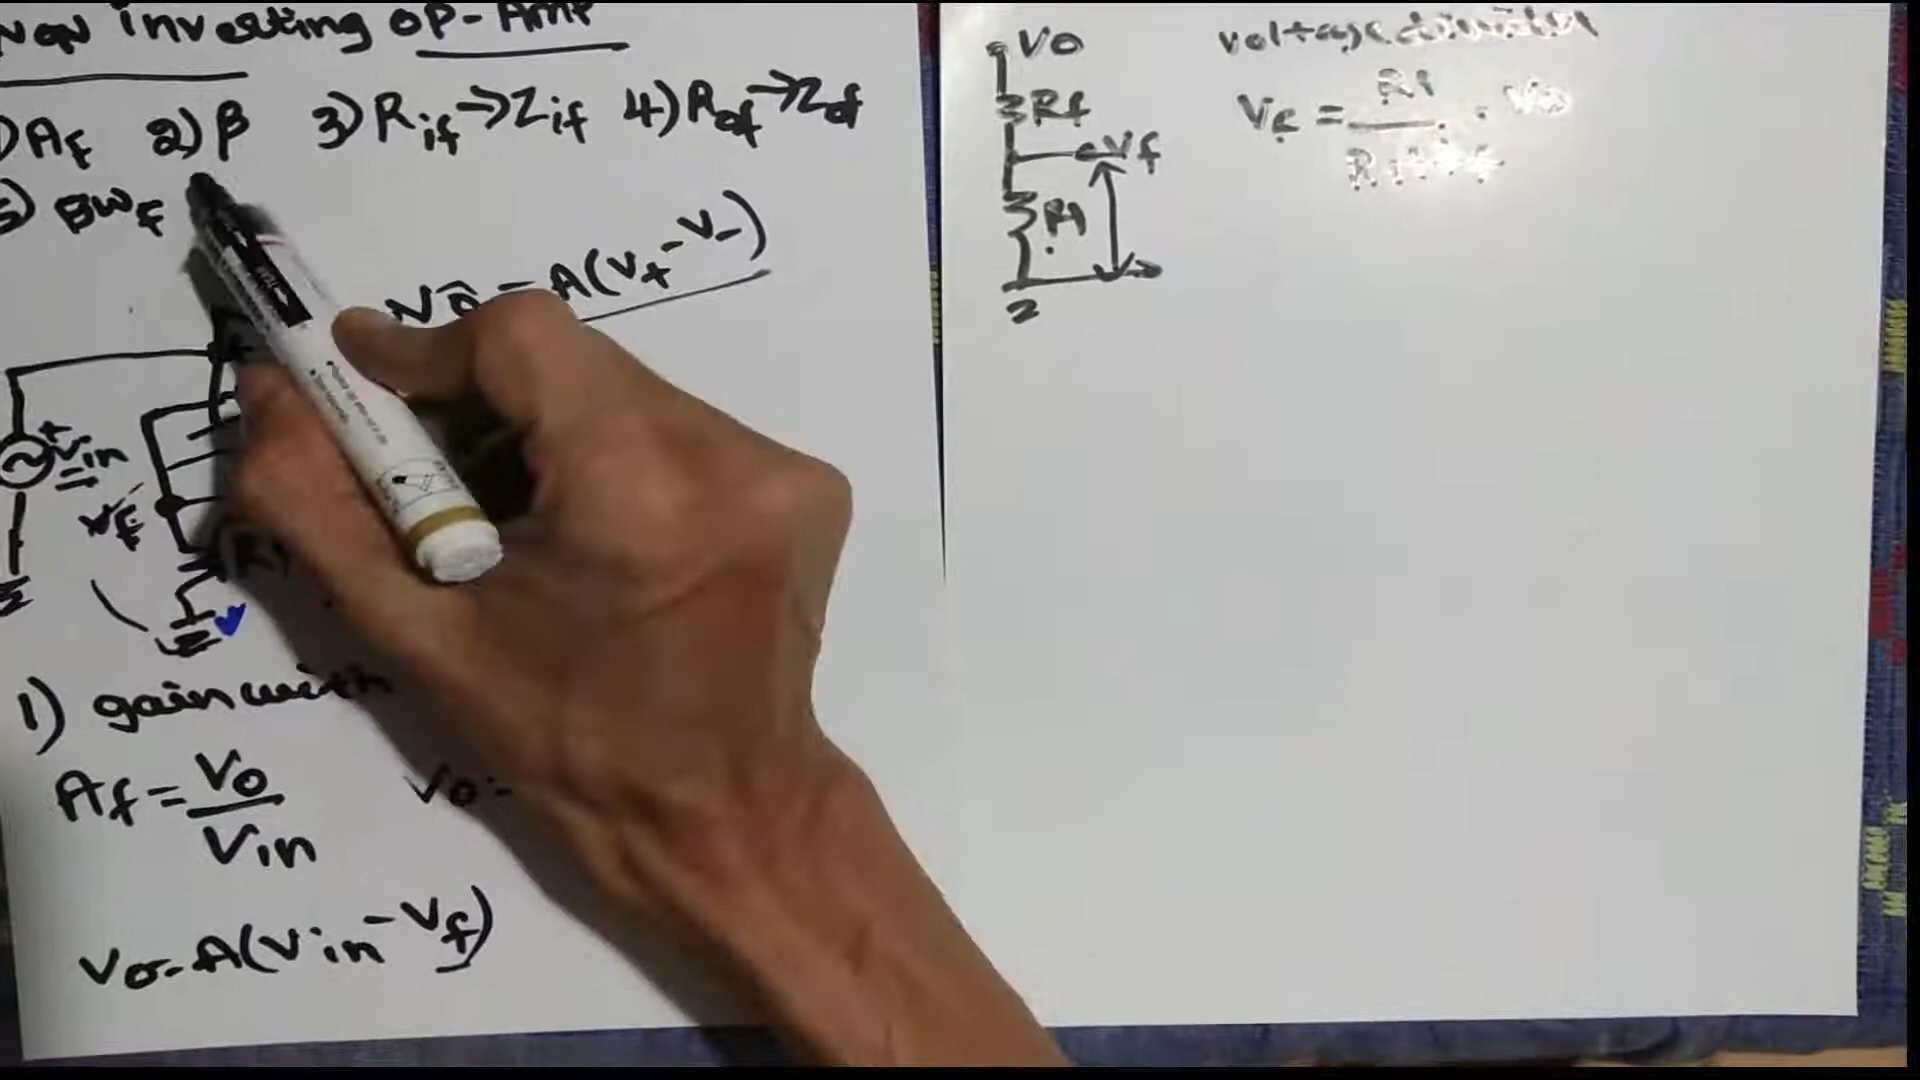 Non inverting OP-AMP
1) Af 2) β 3) Rif → Zif 4) Rof → Zof
5) BWf
Vo = A(V+ - V-)
+
Vin
Vf
R1
1) gain with
Af = Vo / Vin
Vo =
Vo = A(Vin - Vf)
Vo
Rf
Vf
R1
voltage divider
Vf = R1 / R1+Rf . Vo